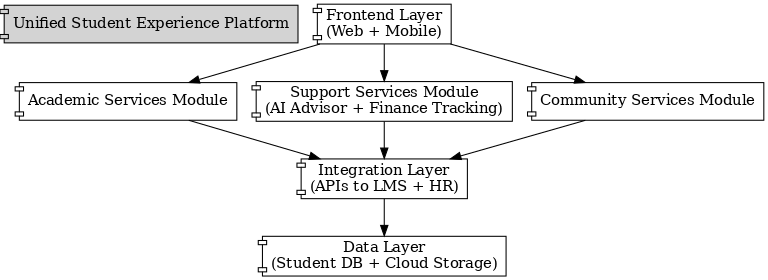 Unified Student Experience Platform
Frontend Layer
(Web + Mobile)
Academic Services Module
Support Services Module
(AI Advisor + Finance Tracking)
Community Services Module
Integration Layer
(APIs to LMS + HR)
Data Layer
(Student DB + Cloud Storage)